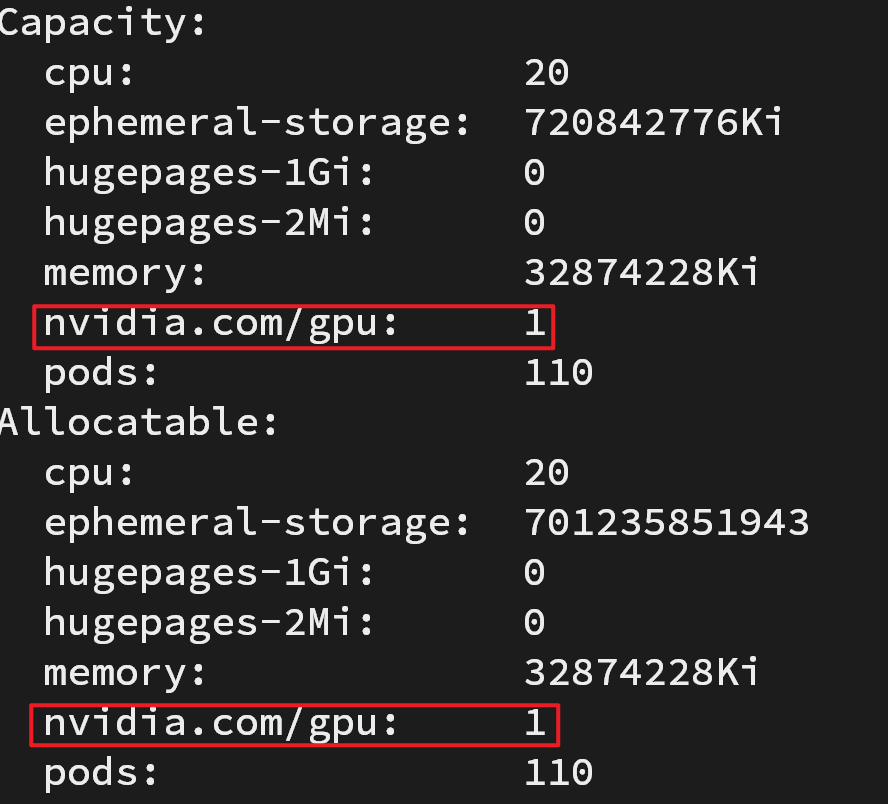 Capacity:
  cpu:                20
  ephemeral-storage:  720842776Ki
  hugepages-1Gi:      0
  hugepages-2Mi:      0
  memory:             32874228Ki
  nvidia.com/gpu:     1
  pods:               110
Allocatable:
  cpu:                20
  ephemeral-storage:  701235851943
  hugepages-1Gi:      0
  hugepages-2Mi:      0
  memory:             32874228Ki
  nvidia.com/gpu:     1
  pods:               110